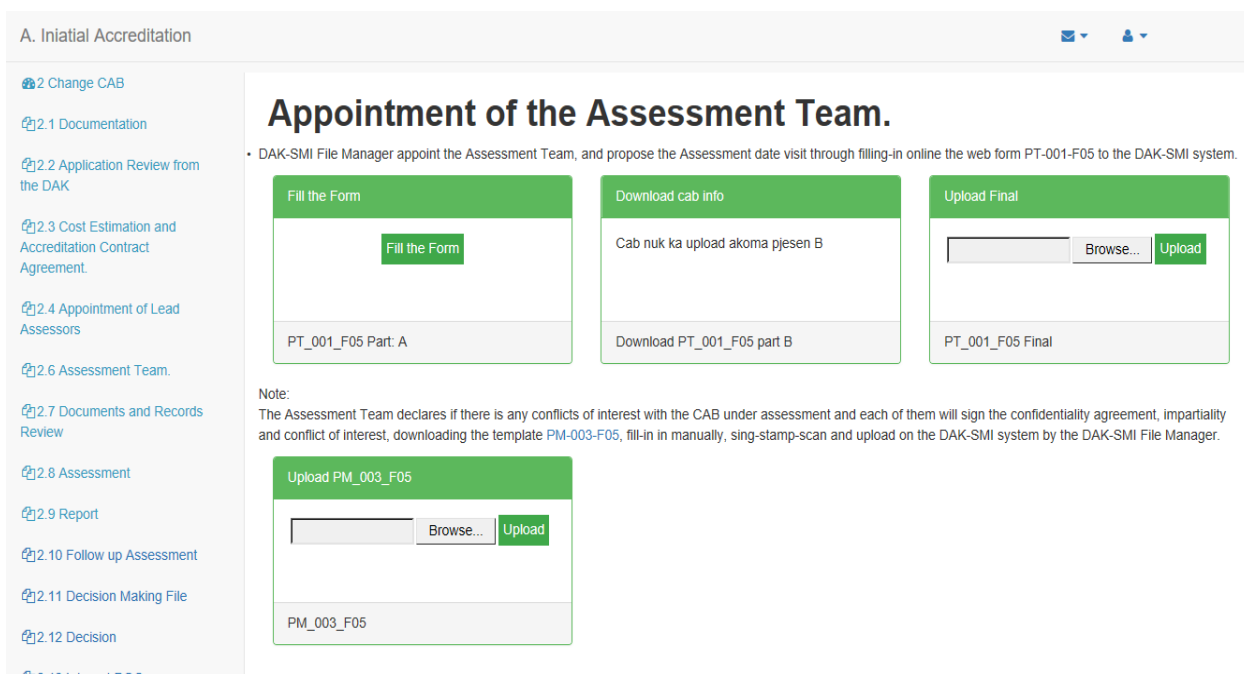 A. Iniatial Accreditation
2 Change CAB
2.1 Documentation
2.2 Application Review from
the DAK
2.3 Cost Estimation and
Accreditation Contract
Agreement.
2.4 Appointment of Lead
Assessors
2.6 Assessment Team.
2.7 Documents and Records
Review
2.8 Assessment
2.9 Report
2.10 Follow up Assessment
2.11 Decision Making File
2.12 Decision
Appointment of the Assessment Team.
• DAK-SMI File Manager appoint the Assessment Team, and propose the Assessment date visit through filling-in online the web form PT-001-F05 to the DAK-SMI system.
Fill the Form
Fill the Form
PT_001_F05 Part: A
Download cab info
Cab nuk ka upload akoma pjesen B
Download PT_001_F05 part B
Upload Final
Browse... Upload
PT_001_F05 Final
Note:
The Assessment Team declares if there is any conflicts of interest with the CAB under assessment and each of them will sign the confidentiality agreement, impartiality
and conflict of interest, downloading the template PM-003-F05, fill-in in manually, sing-stamp-scan and upload on the DAK-SMI system by the DAK-SMI File Manager.
Upload PM_003_F05
Browse... Upload
PM_003_F05